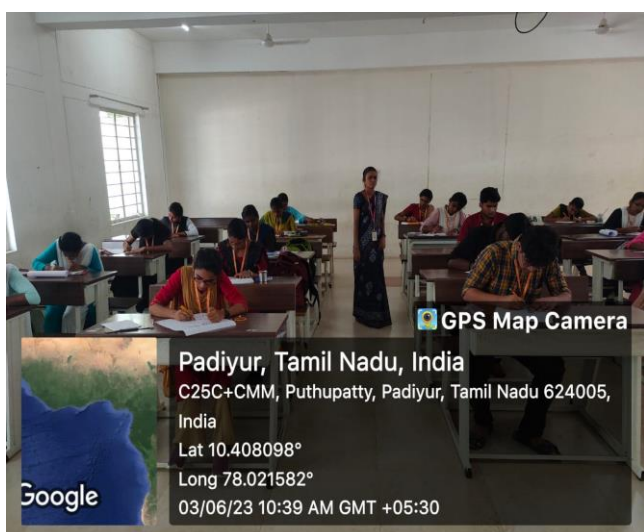 GPS Map Camera
Padiyur, Tamil Nadu, India
C25C+CMM, Puthupatty, Padiyur, Tamil Nadu 624005,
India
Lat 10.408098°
Long 78.021582°
03/06/23 10:39 AM GMT +05:30
Google